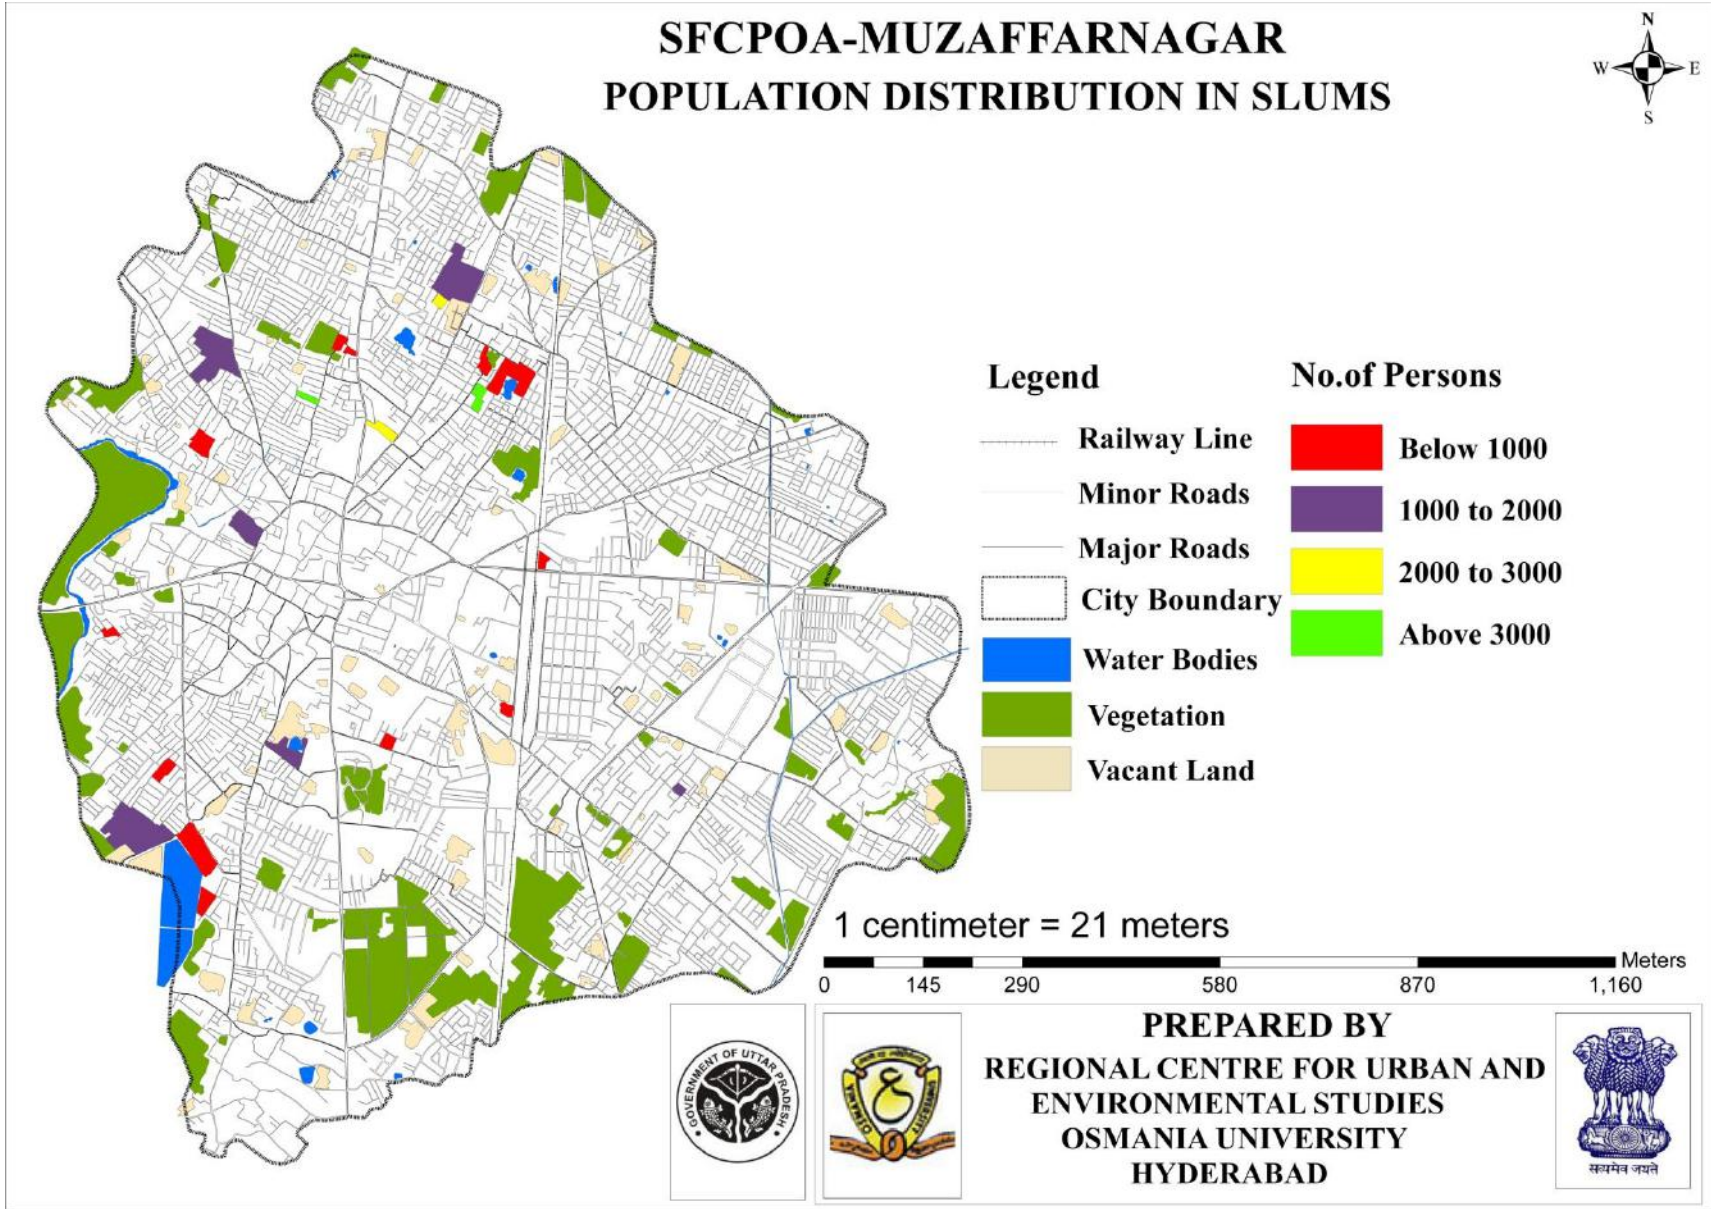 SFCPOA-MUZAFFARNAGAR
POPULATION DISTRIBUTION IN SLUMS
N
W E
S
Legend
Railway Line
Minor Roads
Major Roads
City Boundary
Water Bodies
Vegetation
Vacant Land
No.of Persons
Below 1000
1000 to 2000
2000 to 3000
Above 3000
1 centimeter = 21 meters
Meters
0 145 290 580 870 1,160
GOVERNMENT OF UTTAR PRADESH
OSMANIA UNIVERSITY
PREPARED BY
REGIONAL CENTRE FOR URBAN AND
ENVIRONMENTAL STUDIES
OSMANIA UNIVERSITY
HYDERABAD
सत्यमेव जयते